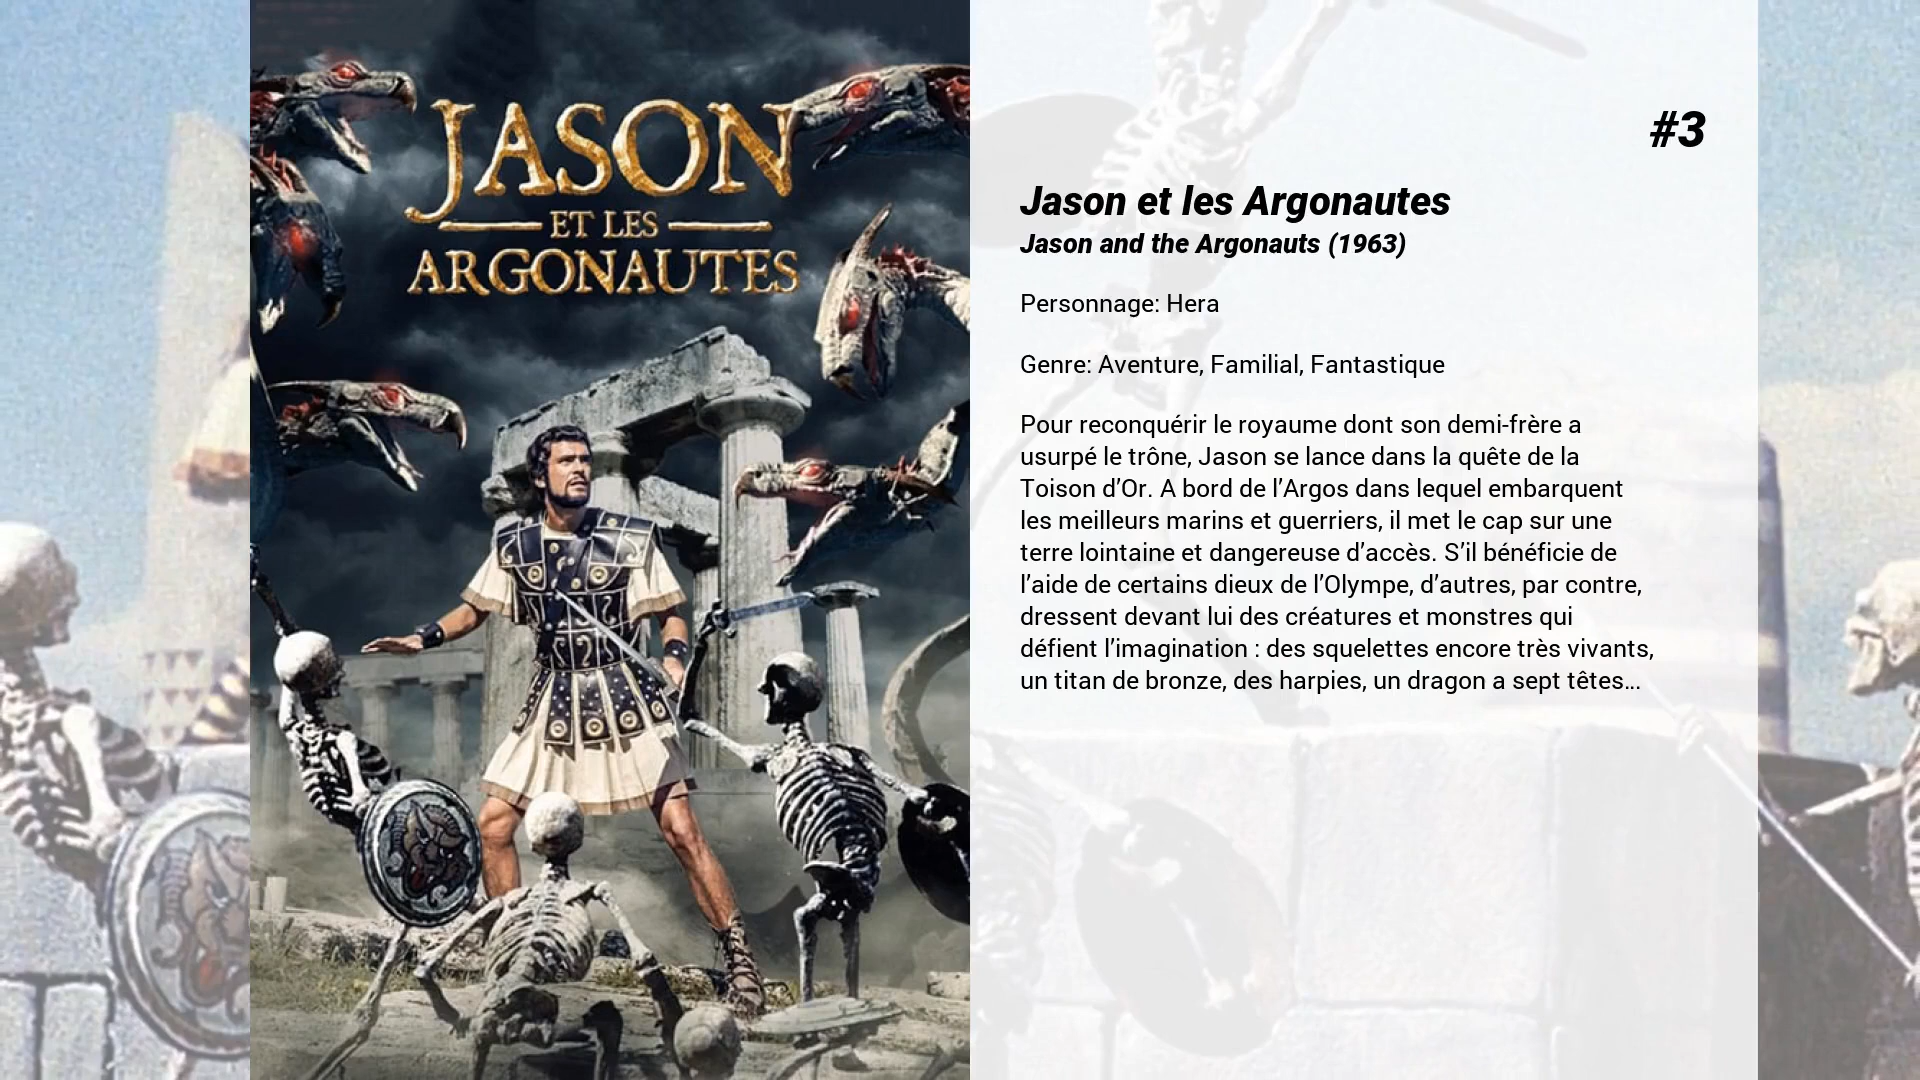 JASON
ET LES
ARGONAUTES
#3
Jason et les Argonautes
Jason and the Argonauts (1963)
Personnage: Hera
Genre: Aventure, Familial, Fantastique
Pour reconquérir le royaume dont son demi-frère a
usurpé le trône, Jason se lance dans la quête de la
Toison d’Or. A bord de l’Argos dans lequel embarquent
les meilleurs marins et guerriers, il met le cap sur une
terre lointaine et dangereuse d’accès. S’il bénéficie de
l’aide de certains dieux de l’Olympe, d’autres, par contre,
dressent devant lui des créatures et monstres qui
défient l’imagination : des squelettes encore très vivants,
un titan de bronze, des harpies, un dragon a sept têtes...